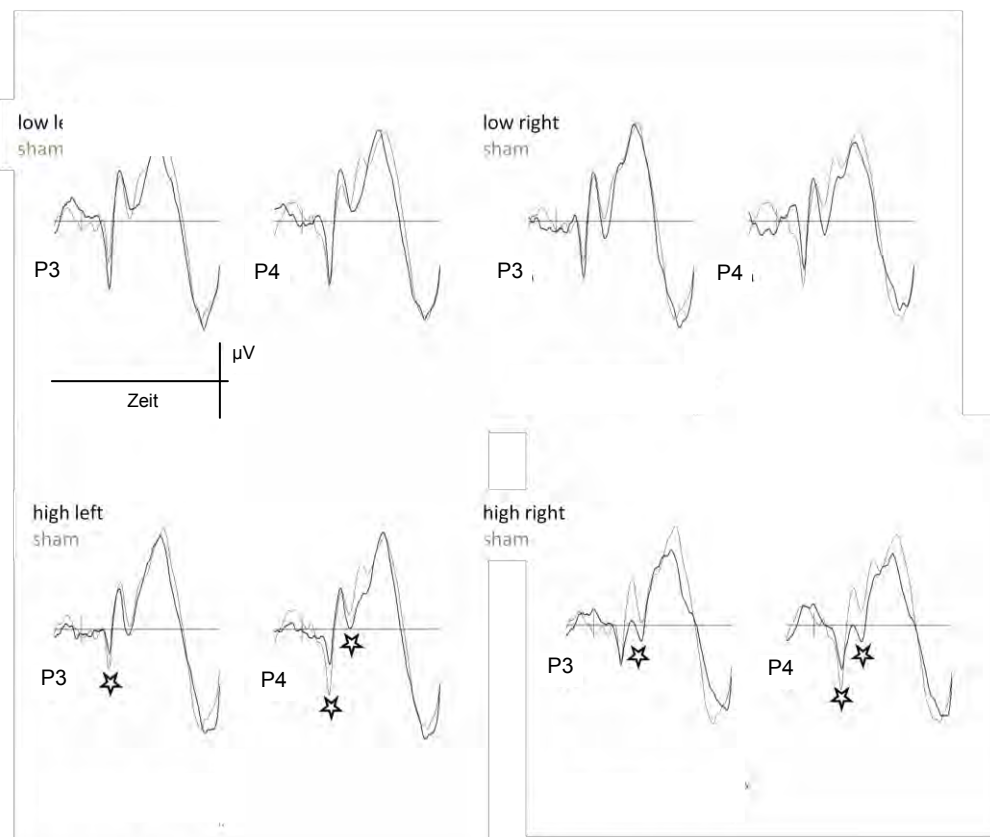 low le
sham
low right
sham
P3
P4
P3
P4
µV
Zeit
high left
sham
high right
sham
P3
P4
P3
P4